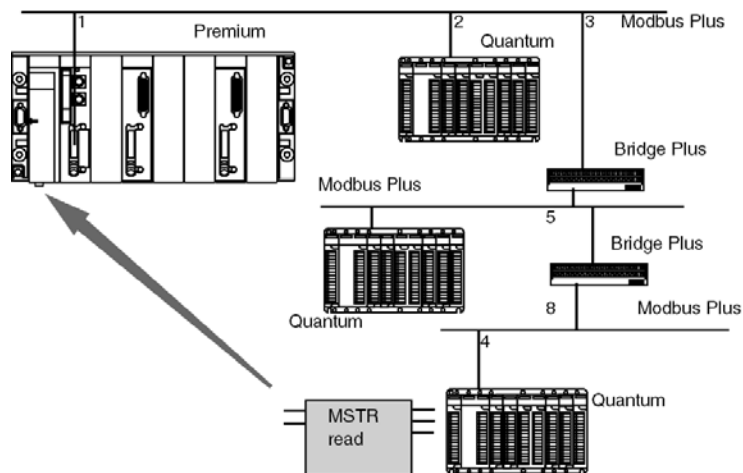 1
2
3
Modbus Plus
Premium
Quantum
Bridge Plus
Modbus Plus
5
Bridge Plus
Quantum
8
Modbus Plus
4
Quantum
MSTR
read